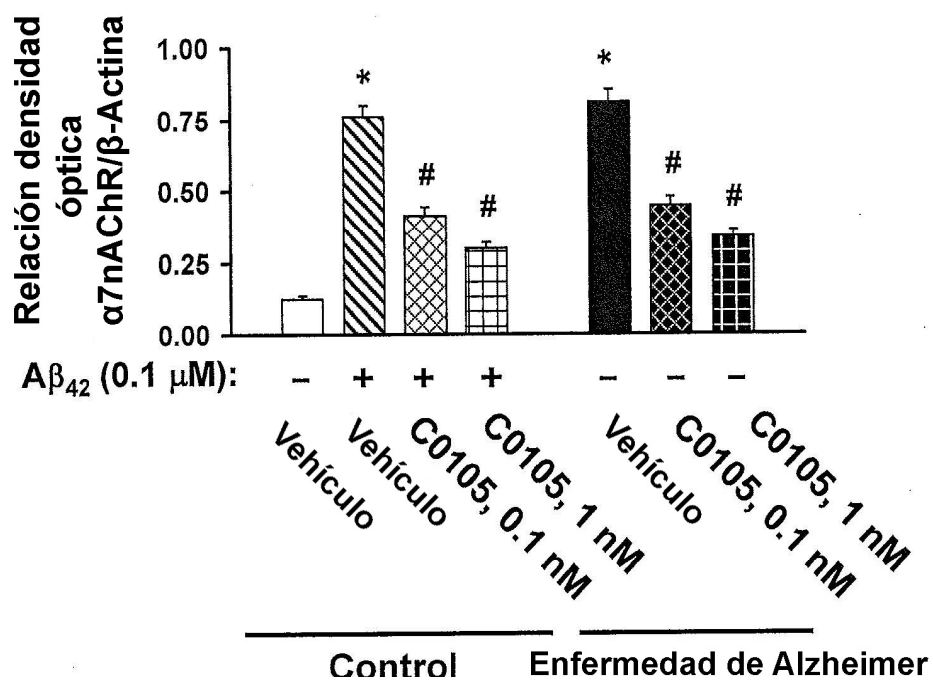 Relación densidad
óptica
α7nAChR/β-Actina
1.00
0.75
0.50
0.25
0.00
*
#
#
*
#
#
Aβ42 (0.1 μM): − + + + − − −
Vehículo
Vehículo
C0105, 0.1 nM
C0105, 1 nM
Vehículo
C0105, 0.1 nM
C0105, 1 nM
Control
Enfermedad de Alzheimer